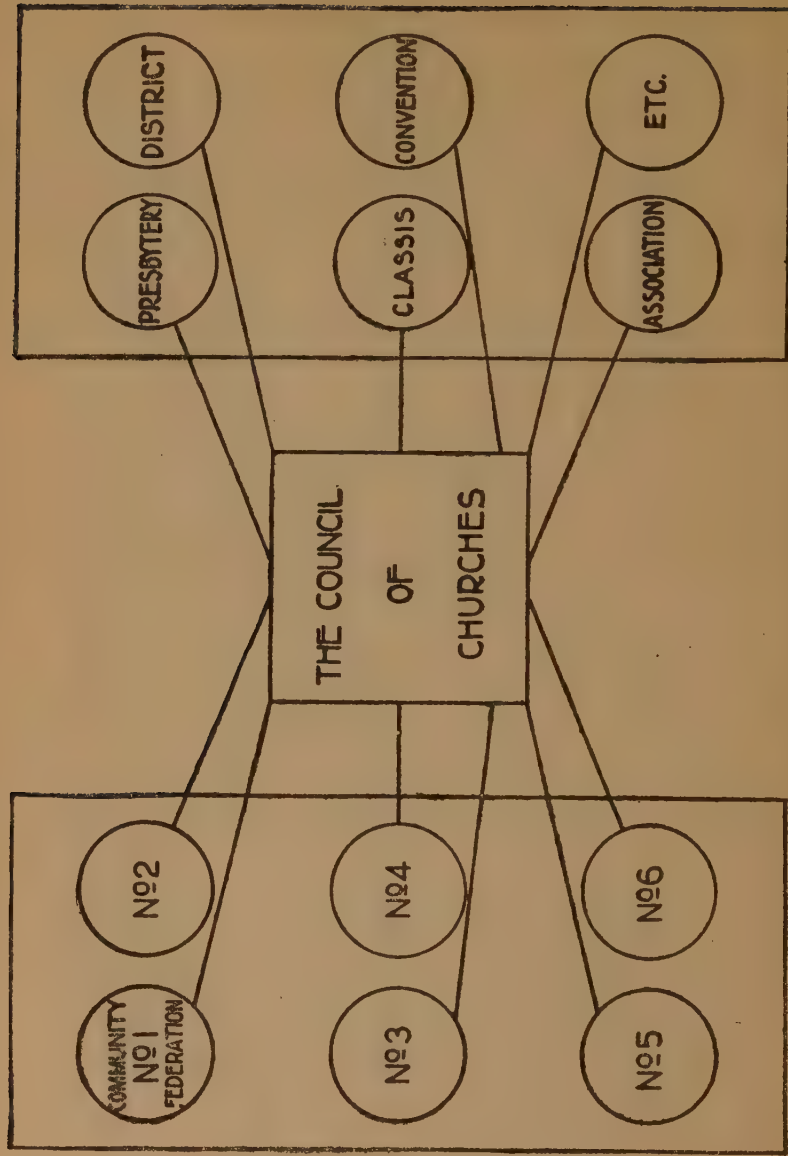 COMMUNITY
Nº1
FEDERATION
Nº2
Nº3
Nº4
Nº5
Nº6
THE COUNCIL
OF
CHURCHES
PRESBYTERY
DISTRICT
CLASSIS
CONVENTION
ASSOCIATION
ETC.